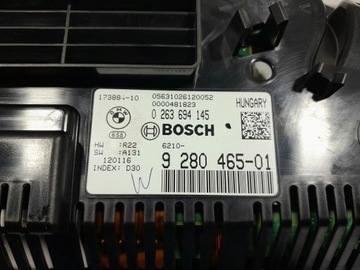 17388.-10
05631026120052
0000481823
HUNGARY
0 263 694 145
BOSCH
656
HW :R22
SW :A131
120116
INDEX: D30
6210-
9 280 465-01
W